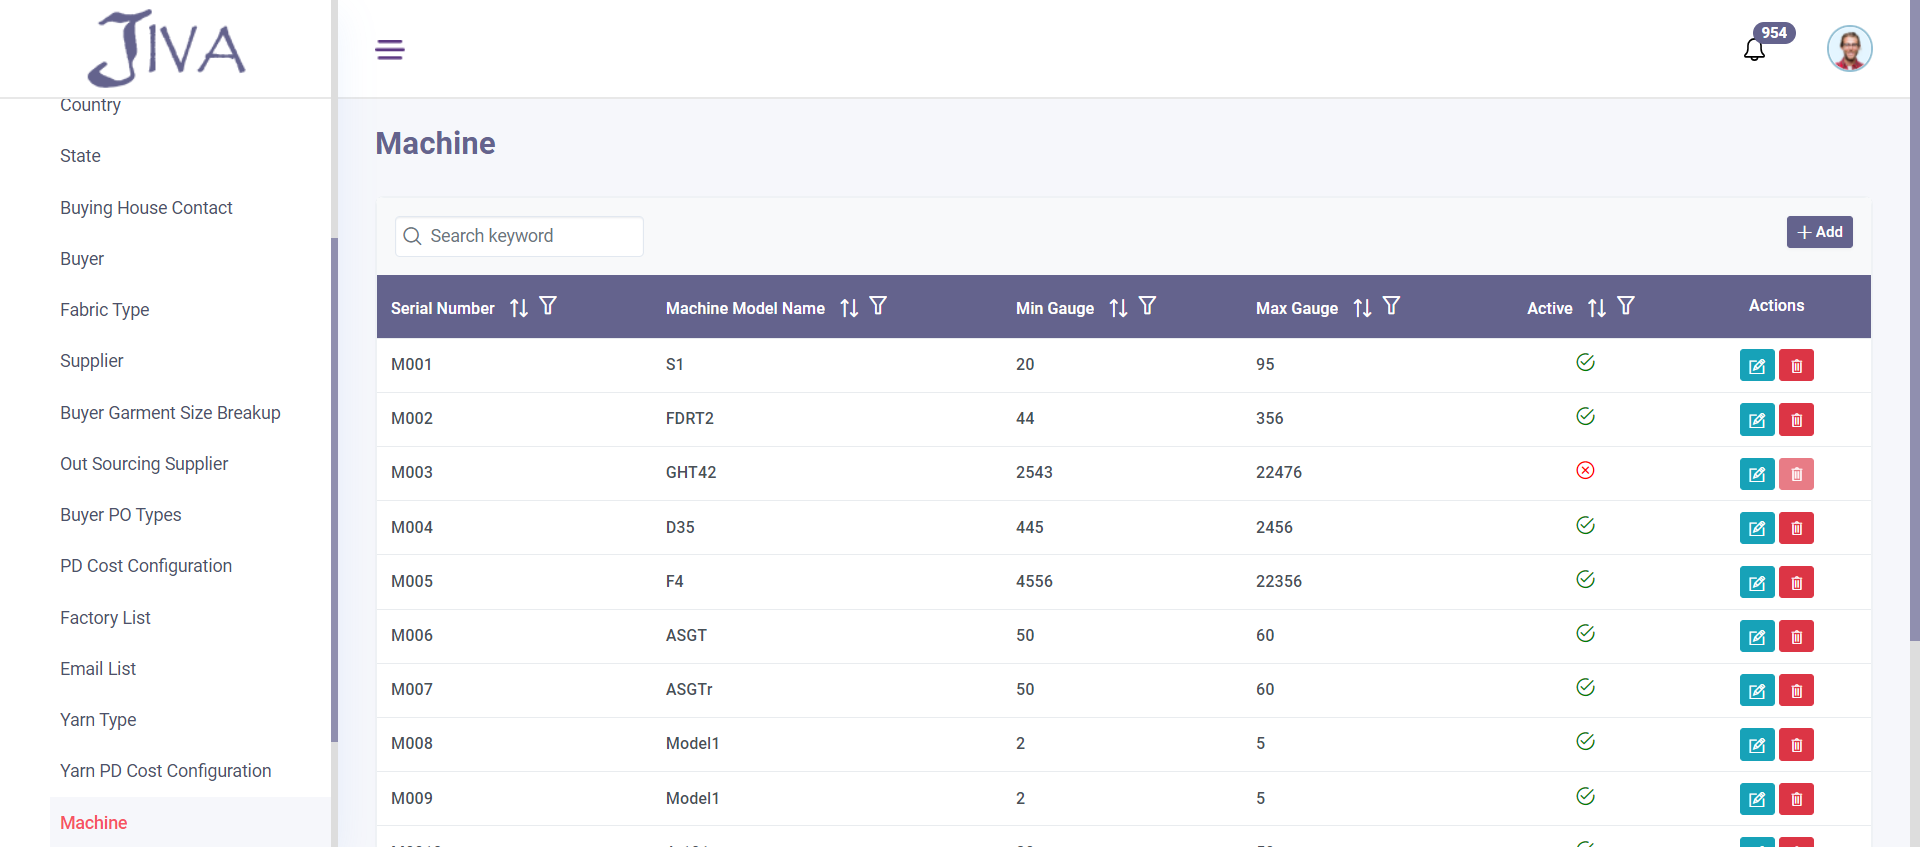 JIVA
954
Country
State
Buying House Contact
Buyer
Fabric Type
Supplier
Buyer Garment Size Breakup
Out Sourcing Supplier
Buyer PO Types
PD Cost Configuration
Factory List
Email List
Yarn Type
Yarn PD Cost Configuration
Machine
Machine
Search keyword
Add
Serial Number Machine Model Name Min Gauge Max Gauge Active Actions
M001 S1 20 95
M002 FDRT2 44 356
M003 GHT42 2543 22476
M004 D35 445 2456
M005 F4 4556 22356
M006 ASGT 50 60
M007 ASGTr 50 60
M008 Model1 2 5
M009 Model1 2 5